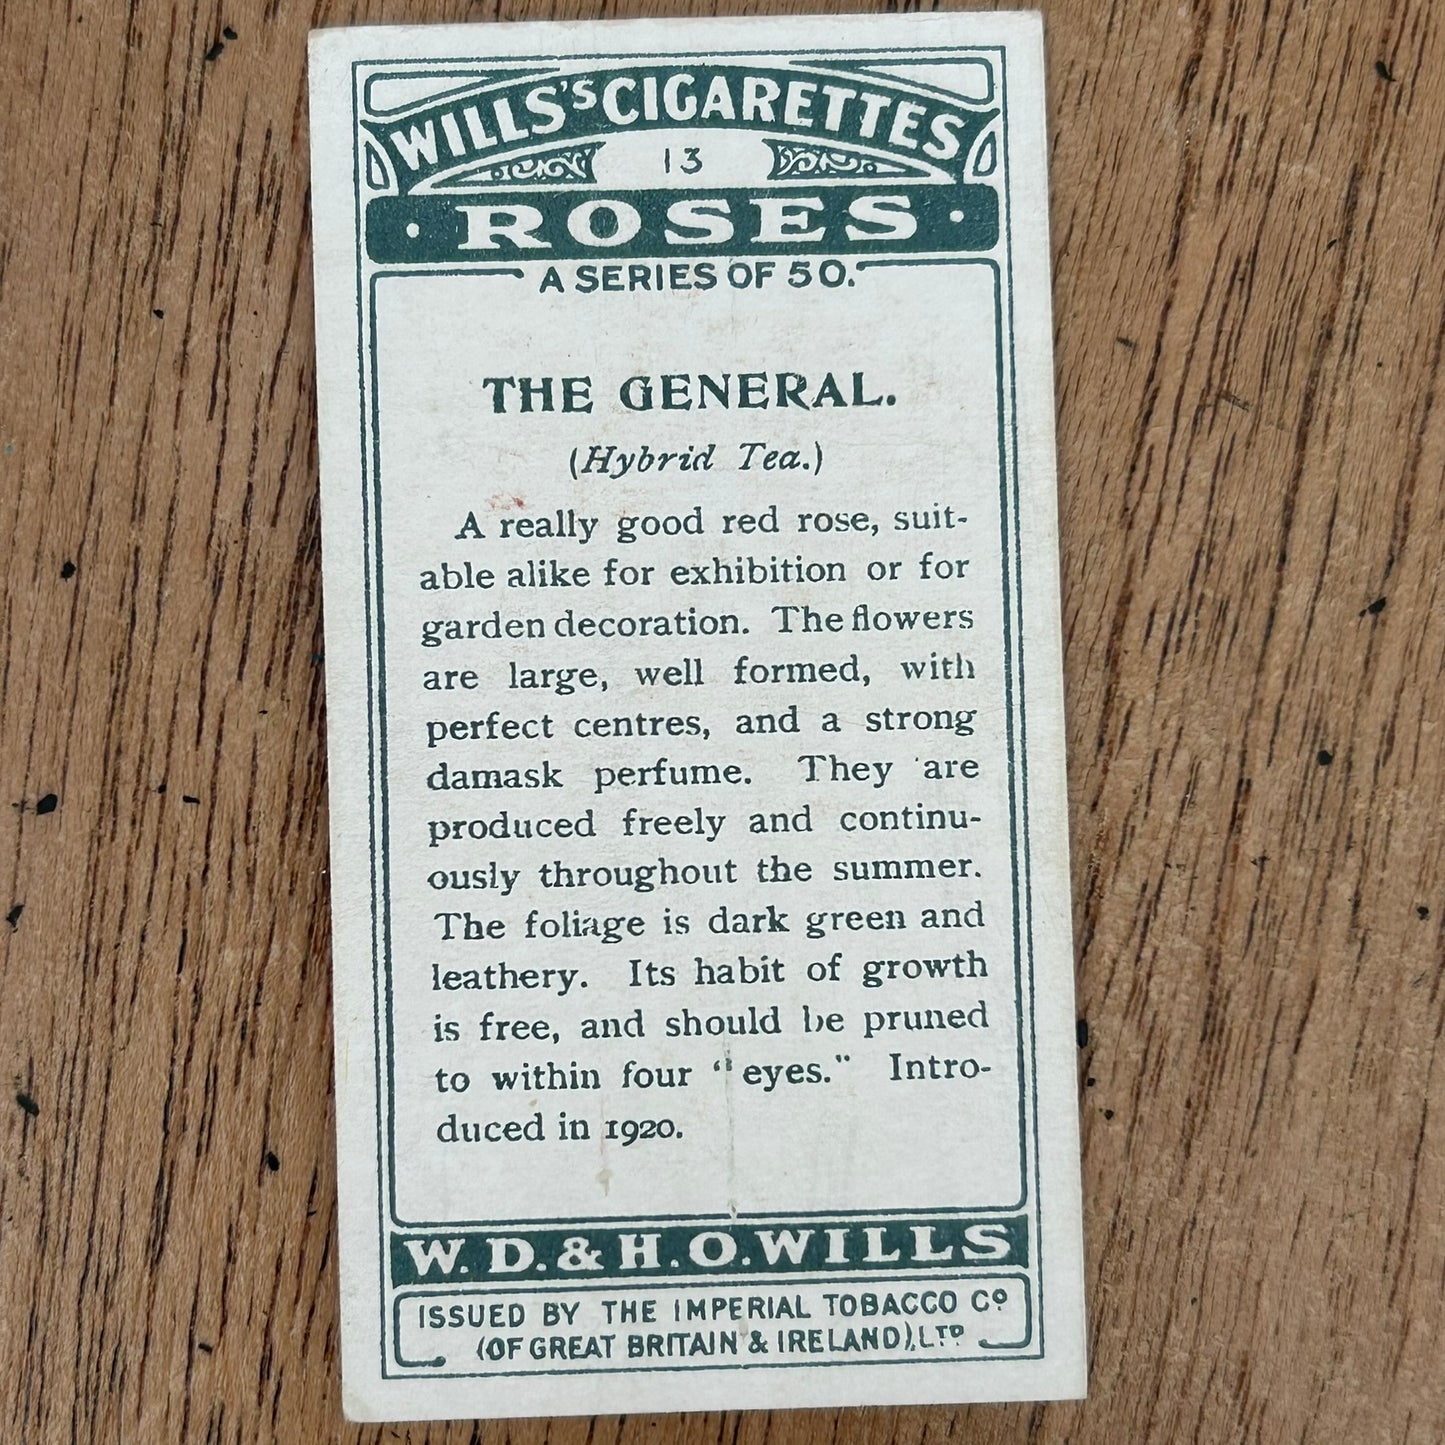 WILLS'S CIGARETTES
13
· ROSES ·
A SERIES OF 50.
THE GENERAL.
(Hybrid Tea.)
A really good red rose, suit-
able alike for exhibition or for
garden decoration. The flowers
are large, well formed, with
perfect centres, and a strong
damask perfume. They are
produced freely and continu-
ously throughout the summer.
The foliage is dark green and
leathery. Its habit of growth
is free, and should be pruned
to within four "eyes." Intro-
duced in 1920.
W. D. & H. O. WILLS
ISSUED BY THE IMPERIAL TOBACCO Cº
(OF GREAT BRITAIN & IRELAND), LTD